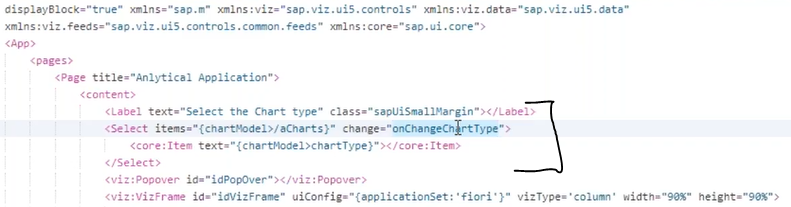 displayBlock="true" xmlns="sap.m" xmlns:viz="sap.viz.ui5.controls" xmlns:viz.data="sap.viz.ui5.data"
xmlns:viz.feeds="sap.viz.ui5.controls.common.feeds" xmlns:core="sap.ui.core">
<App>
<pages>
<Page title="Anlytical Application">
<content>
<Label text="Select the Chart type" class="sapUiSmallMargin"></Label>
<Select items="{chartModel>/aCharts}" change="onChangeChartType">
<core:Item text="{chartModel>chartType}"></core:Item>
</Select>
<viz:Popover id="idPopOver"></viz:Popover>
<viz:VizFrame id="idVizFrame" uiConfig="{applicationSet:'fiori'}" vizType='column' width="90%" height="90%">